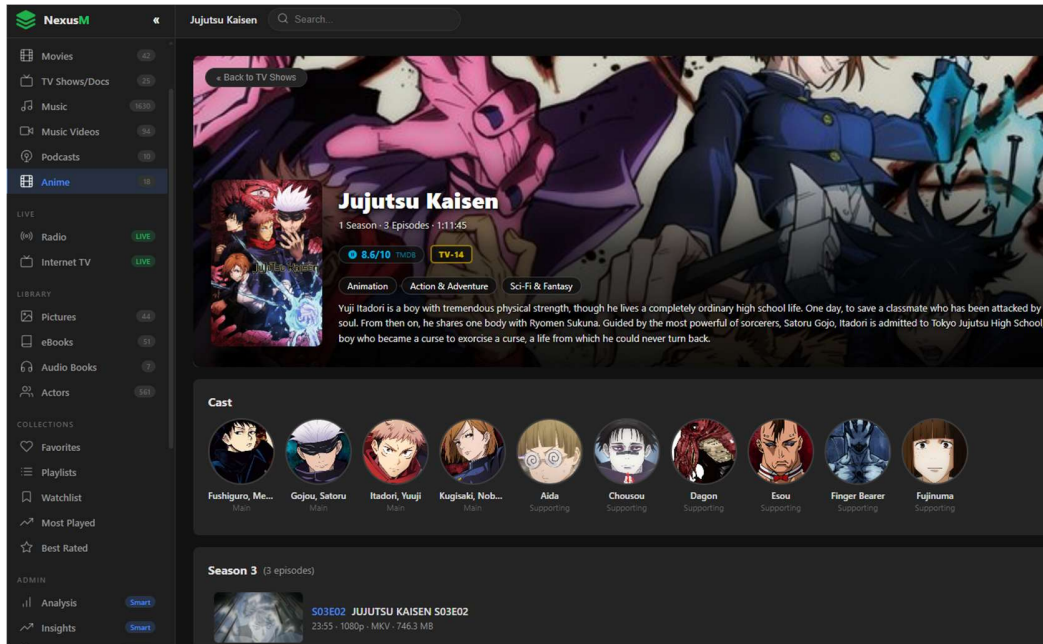 NexusM
«
Jujutsu Kaisen
Search...
Movies 42
TV Shows/Docs 25
Music 1630
Music Videos 94
Podcasts 10
Anime 18
LIVE
Radio LIVE
Internet TV LIVE
LIBRARY
Pictures 44
eBooks 51
Audio Books 7
Actors 561
COLLECTIONS
Favorites
Playlists
Watchlist
Most Played
Best Rated
ADMIN
Analysis Smart
Insights Smart
« Back to TV Shows
Jujutsu Kaisen
Jujutsu Kaisen
1 Season · 3 Episodes · 1:11:45
8.6/10 TMDB TV-14
Animation Action & Adventure Sci-Fi & Fantasy
Yuji Itadori is a boy with tremendous physical strength, though he lives a completely ordinary high school life. One day, to save a classmate who has been attacked by
soul. From then on, he shares one body with Ryomen Sukuna. Guided by the most powerful of sorcerers, Satoru Gojo, Itadori is admitted to Tokyo Jujutsu High School
boy who became a curse to exorcise a curse, a life from which he could never turn back.
Cast
Fushiguro, Me... Gojou, Satoru Itadori, Yuuji Kugisaki, Nob... Aida Chousou Dagon Esou Finger Bearer Fujinuma
Main Main Main Main Supporting Supporting Supporting Supporting Supporting Supporting
Season 3 (3 episodes)
S03E02 JUJUTSU KAISEN S03E02
23:55 · 1080p · MKV · 746.3 MB